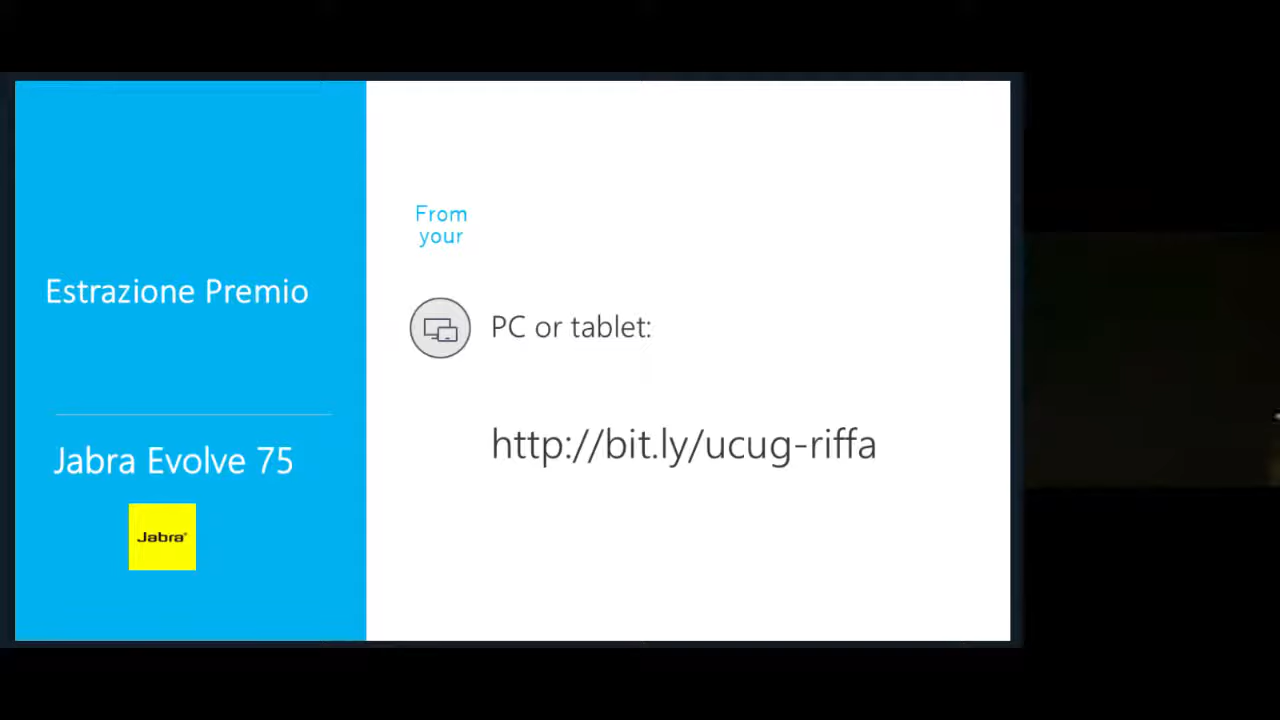 Estrazione Premio
Jabra Evolve 75
Jabra®
From
your
PC or tablet:
http://bit.ly/ucug-riffa